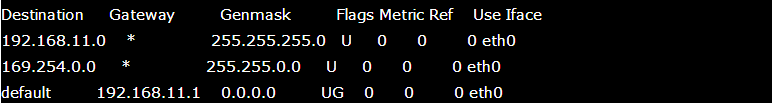 Destination Gateway Genmask Flags Metric Ref Use Iface
192.168.11.0 * 255.255.255.0 U 0 0 0 eth0
169.254.0.0 * 255.255.0.0 U 0 0 0 eth0
default 192.168.11.1 0.0.0.0 UG 0 0 0 eth0